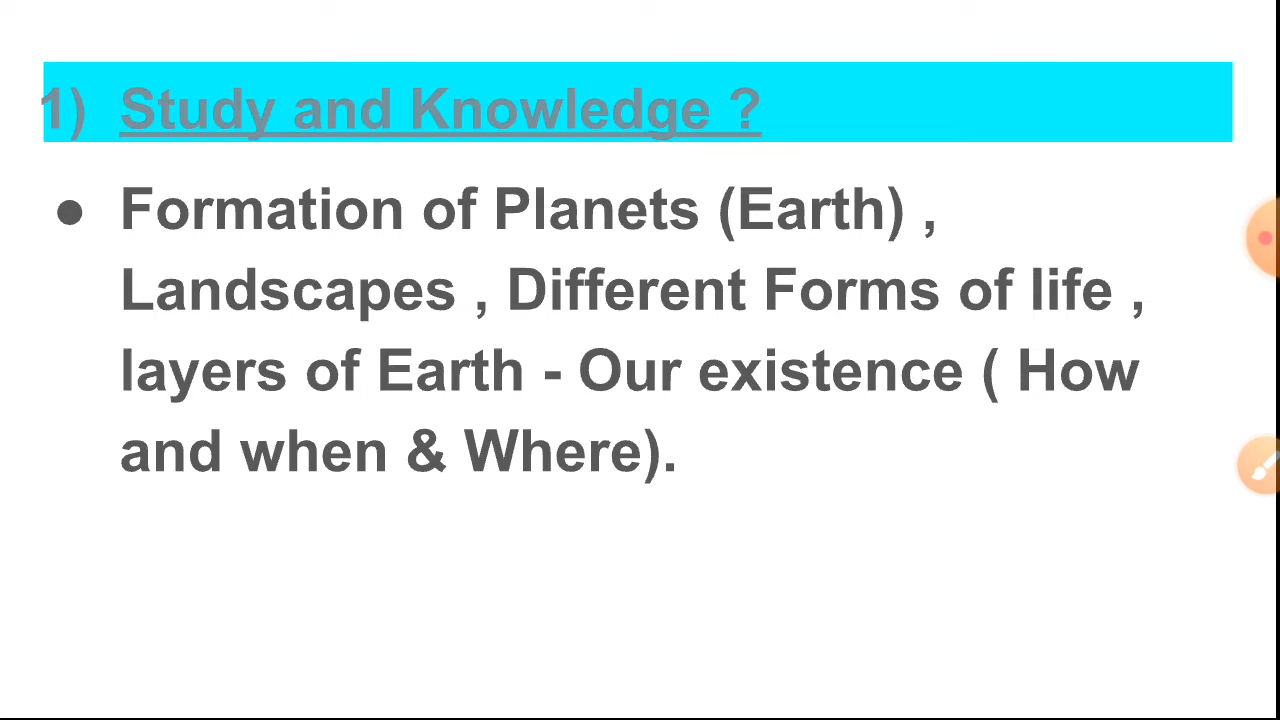 1) Study and Knowledge ?
● Formation of Planets (Earth) ,
Landscapes , Different Forms of life ,
layers of Earth - Our existence ( How
and when & Where).